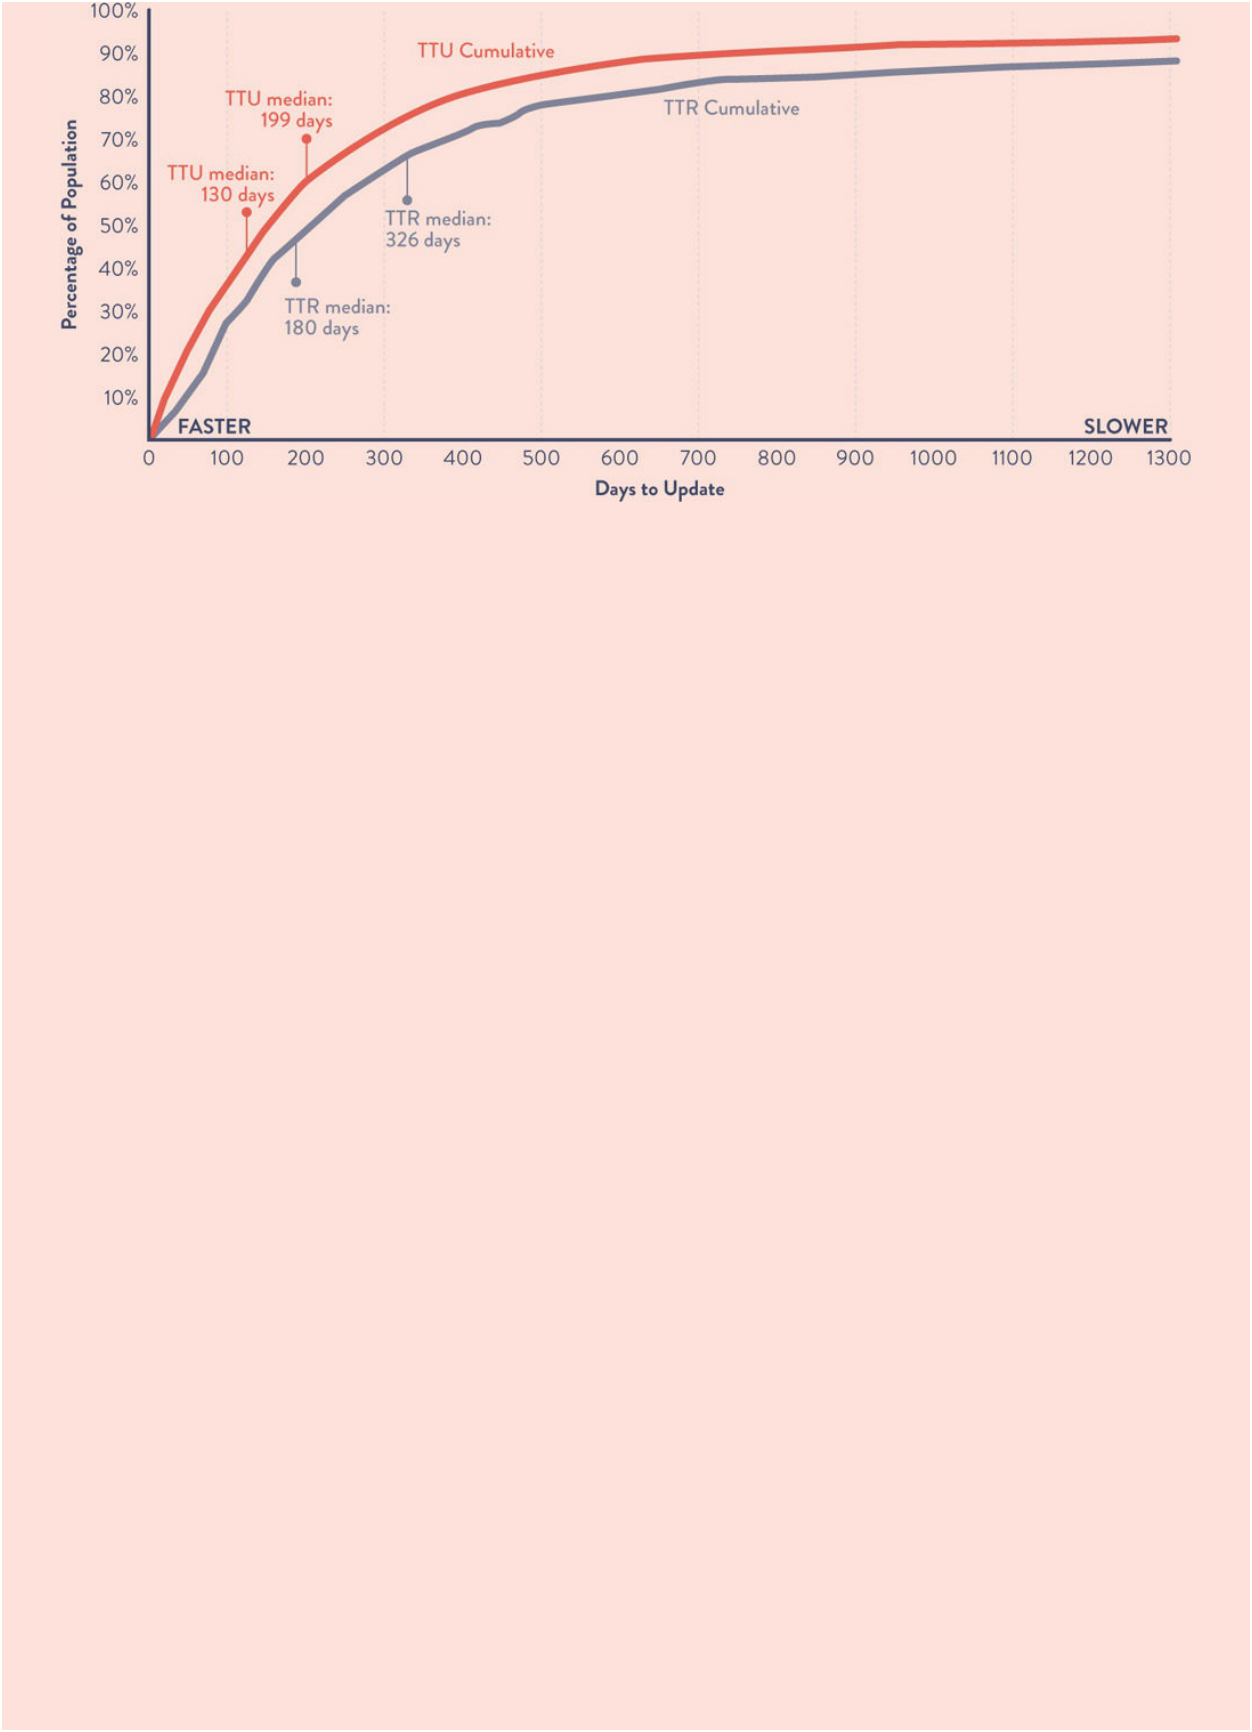 100%
90%
80%
70%
60%
50%
40%
30%
20%
10%
Percentage of Population
TTU Cumulative
TTR Cumulative
TTU median:
199 days
TTU median:
130 days
TTR median:
326 days
TTR median:
180 days
FASTER
SLOWER
0 100 200 300 400 500 600 700 800 900 1000 1100 1200 1300
Days to Update